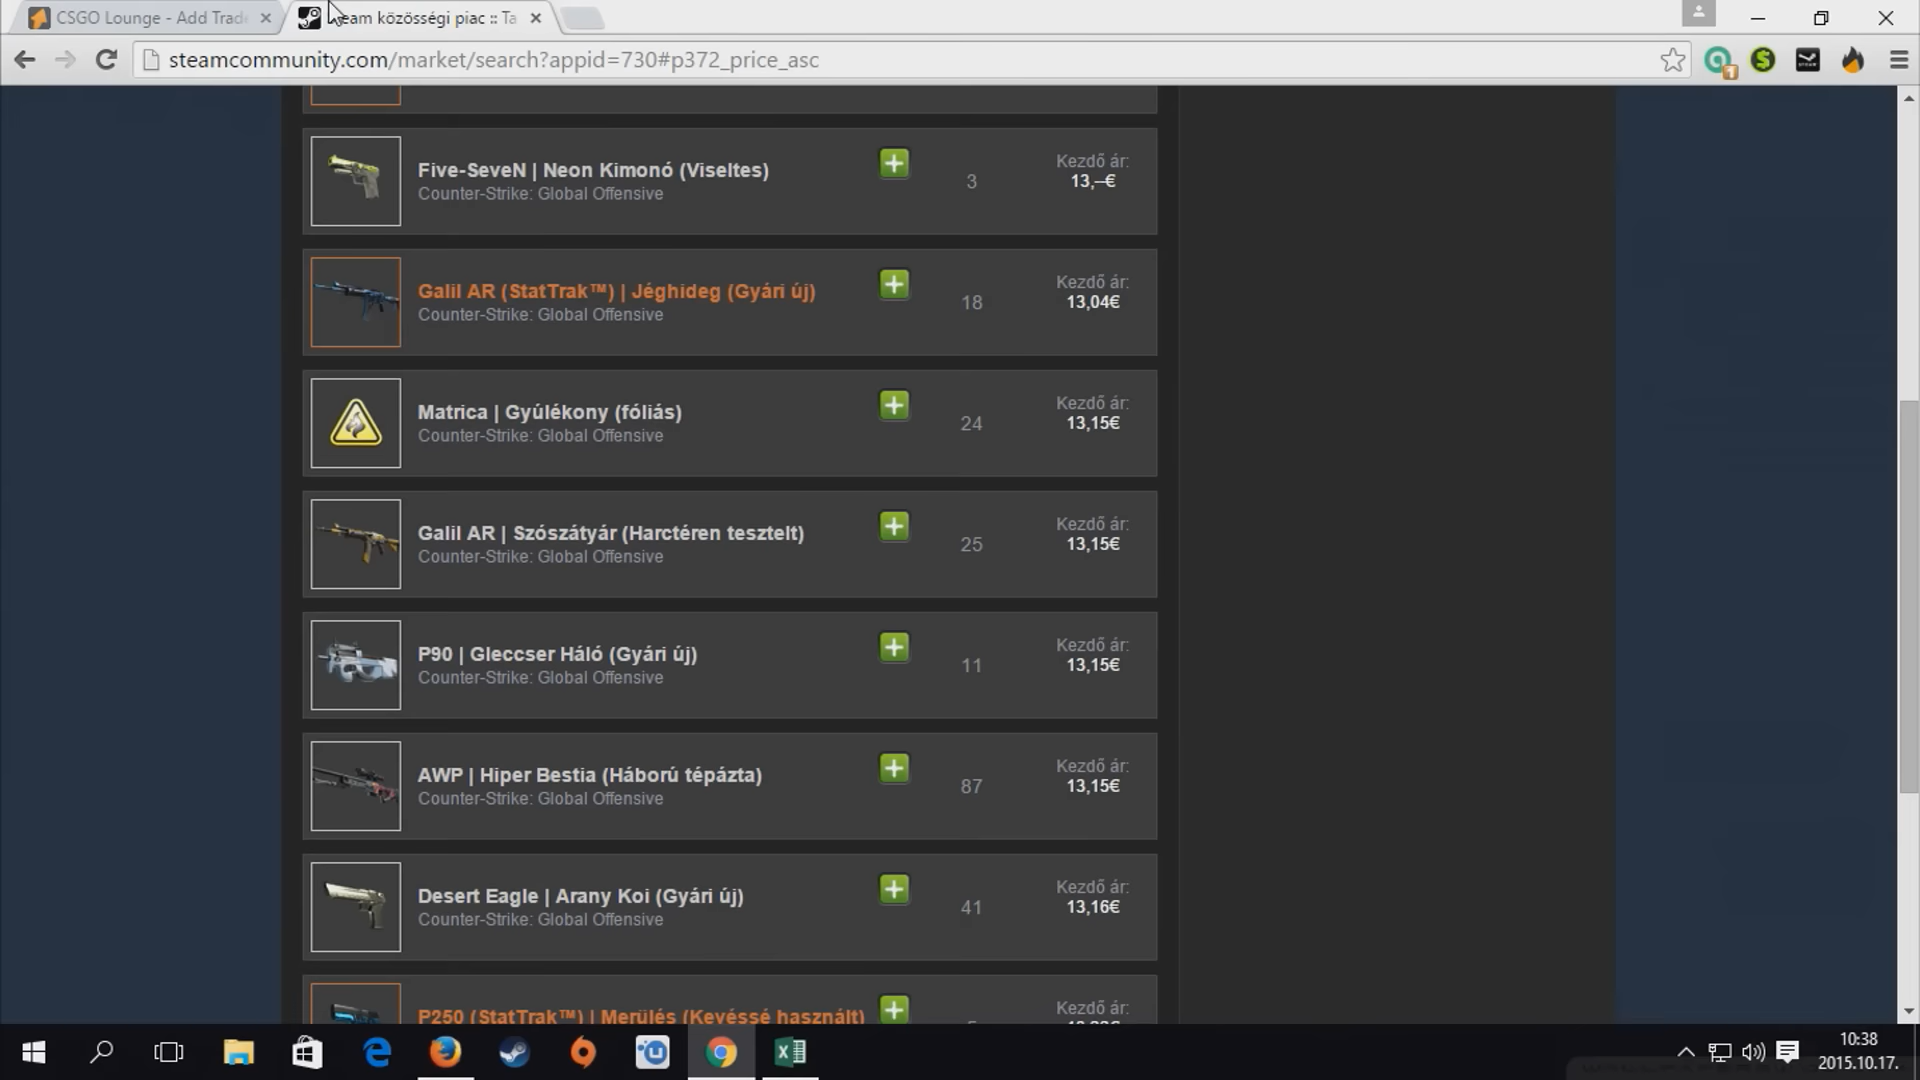 CSGO Lounge - Add Trade
Steam közösségi piac :: Ta
steamcommunity.com/market/search?appid=730#p372_price_asc
1
Five-SeveN | Neon Kimonó (Viseltes)
Counter-Strike: Global Offensive
3
Kezdő ár:
13,--€
Galil AR (StatTrak™) | Jéghideg (Gyári új)
Counter-Strike: Global Offensive
18
Kezdő ár:
13,04€
Matrica | Gyúlékony (fóliás)
Counter-Strike: Global Offensive
24
Kezdő ár:
13,15€
Galil AR | Szószátyár (Harctéren tesztelt)
Counter-Strike: Global Offensive
25
Kezdő ár:
13,15€
P90 | Gleccser Háló (Gyári új)
Counter-Strike: Global Offensive
11
Kezdő ár:
13,15€
AWP | Hiper Bestia (Háború tépázta)
Counter-Strike: Global Offensive
87
Kezdő ár:
13,15€
Desert Eagle | Arany Koi (Gyári új)
Counter-Strike: Global Offensive
41
Kezdő ár:
13,16€
P250 (StatTrak™) | Merülés (Kevéssé használt)
Kezdő ár:
10:38
2015.10.17.